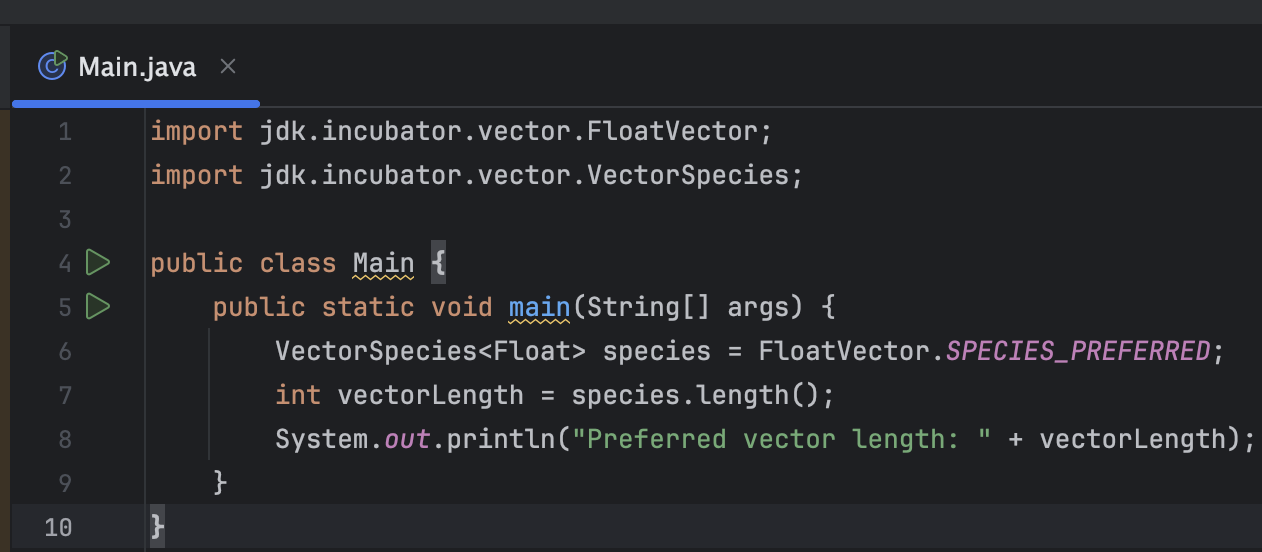 Main.java
1 import jdk.incubator.vector.FloatVector;
2 import jdk.incubator.vector.VectorSpecies;
3
4 public class Main {
5     public static void main(String[] args) {
6         VectorSpecies<Float> species = FloatVector.SPECIES_PREFERRED;
7         int vectorLength = species.length();
8         System.out.println("Preferred vector length: " + vectorLength);
9     }
10 }